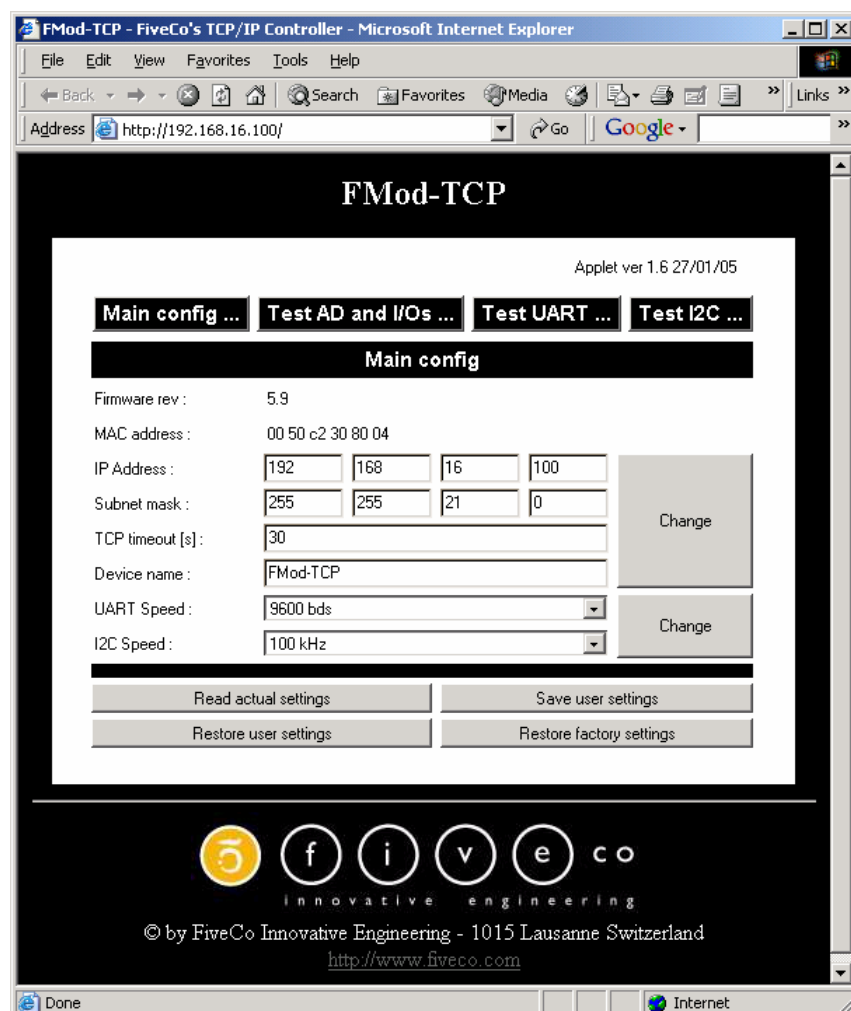 FMod-TCP - FiveCo's TCP/IP Controller - Microsoft Internet Explorer
File Edit View Favorites Tools Help
Back Search Favorites Media » Links »
Address http://192.168.16.100/ Go Google »
FMod-TCP
Applet ver 1.6 27/01/05
Main config ... Test AD and I/Os ... Test UART ... Test I2C ...
Main config
Firmware rev : 5.9
MAC address : 00 50 c2 30 80 04
IP Address : 192 168 16 100
Subnet mask : 255 255 21 0
Change
TCP timeout [s] : 30
Device name : FMod-TCP
UART Speed : 9600 bds
Change
I2C Speed : 100 kHz
Read actual settings Save user settings
Restore user settings Restore factory settings
5 f i v e co
innovative engineering
© by FiveCo Innovative Engineering - 1015 Lausanne Switzerland
http://www.fiveco.com
Done Internet